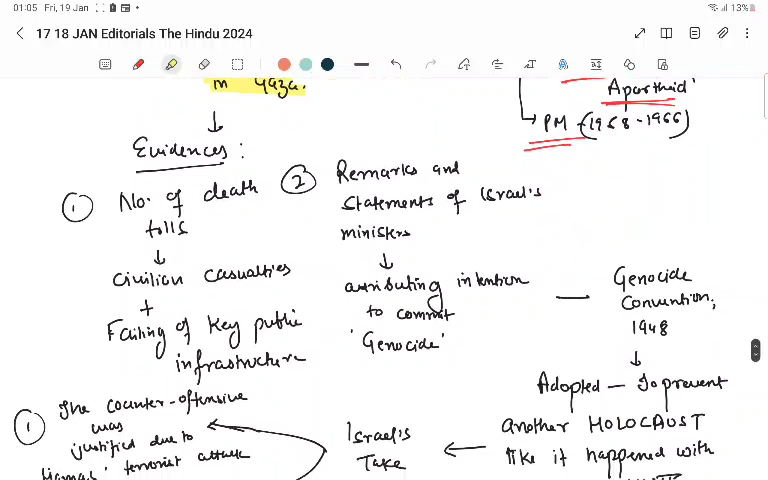 01:05 Fri, 19 Jan
13%
17 18 JAN Editorials The Hindu 2024
in Gaza.
Apartheid'
PM - (1958-1966)
Evidences :
① No. of death
tolls
civilian casualties
+
Failing of key public
infrastructure
② Remarks and
statements of Israel's
ministers
attributing intention
to commit
'Genocide'
Genocide
Convention,
1948
Adopted - To prevent
another HOLOCAUST
like it happened with
Israel's
Take
① The counter-offensive
was
justified due to
Hamas' terrorist attack